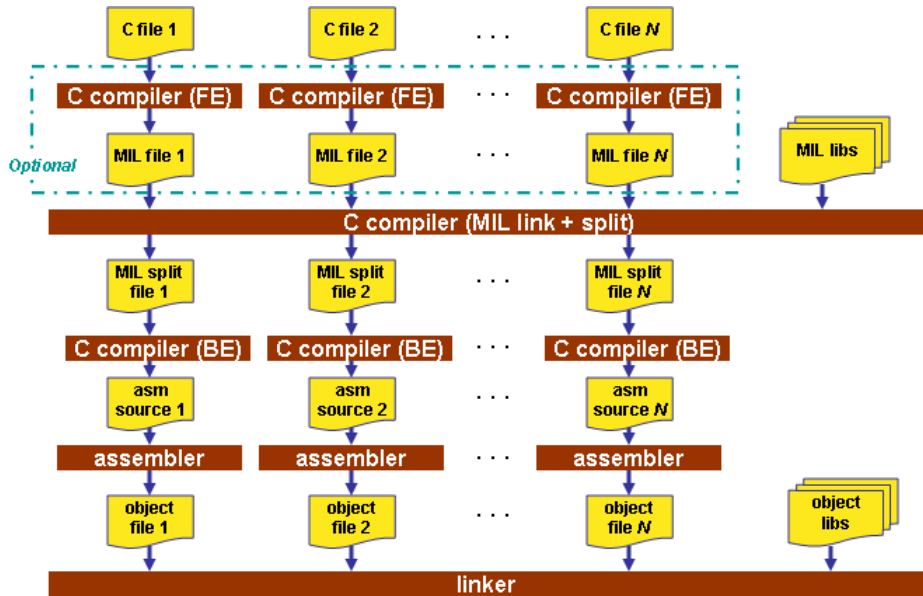 C file 1
C file 2
. . .
C file N
C compiler (FE)
C compiler (FE)
. . .
C compiler (FE)
Optional
MIL file 1
MIL file 2
. . .
MIL file N
MIL libs
C compiler (MIL link + split)
MIL split
file 1
MIL split
file 2
. . .
MIL split
file N
C compiler (BE)
C compiler (BE)
. . .
C compiler (BE)
asm
source 1
asm
source 2
. . .
asm
source N
assembler
assembler
. . .
assembler
object
file 1
object
file 2
. . .
object
file N
object
libs
linker